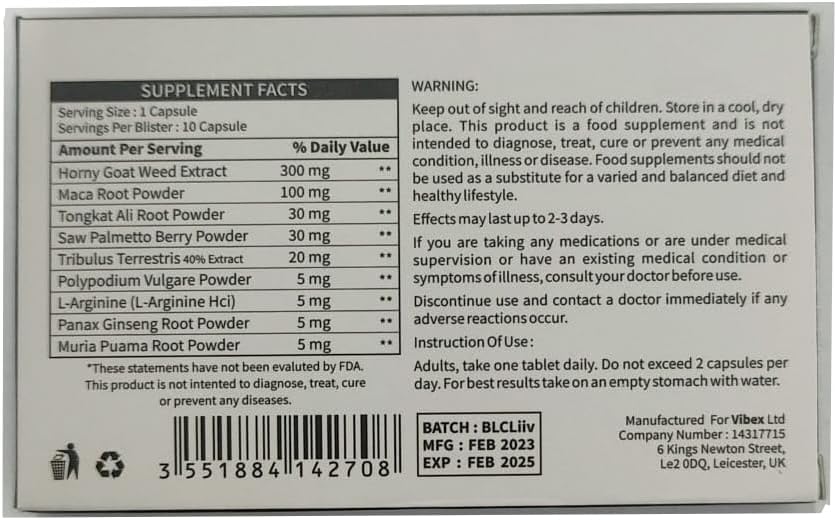 SUPPLEMENT FACTS
Serving Size : 1 Capsule
Servings Per Blister : 10 Capsule
Amount Per Serving % Daily Value
Horny Goat Weed Extract 300 mg **
Maca Root Powder 100 mg **
Tongkat Ali Root Powder 30 mg **
Saw Palmetto Berry Powder 30 mg **
Tribulus Terrestris 40% Extract 20 mg **
Polypodium Vulgare Powder 5 mg **
L-Arginine (L-Arginine Hci) 5 mg **
Panax Ginseng Root Powder 5 mg **
Muria Puama Root Powder 5 mg **
*These statements have not been evaluted by FDA.
This product is not intented to diagnose, treat, cure
or prevent any diseases.
3 551884 142708
WARNING:
Keep out of sight and reach of children. Store in a cool, dry
place. This product is a food supplement and is not
intended to diagnose, treat, cure or prevent any medical
condition, illness or disease. Food supplements should not
be used as a substitute for a varied and balanced diet and
healthy lifestyle.
Effects may last up to 2-3 days.
If you are taking any medications or are under medical
supervision or have an existing medical condition or
symptoms of illness, consult your doctor before use.
Discontinue use and contact a doctor immediately if any
adverse reactions occur.
Instruction Of Use :
Adults, take one tablet daily. Do not exceed 2 capsules per
day. For best results take on an empty stomach with water.
BATCH : BLCLiiv
MFG : FEB 2023
EXP : FEB 2025
Manufactured For Vibex Ltd
Company Number : 14317715
6 Kings Newton Street,
Le2 0DQ, Leicester, UK